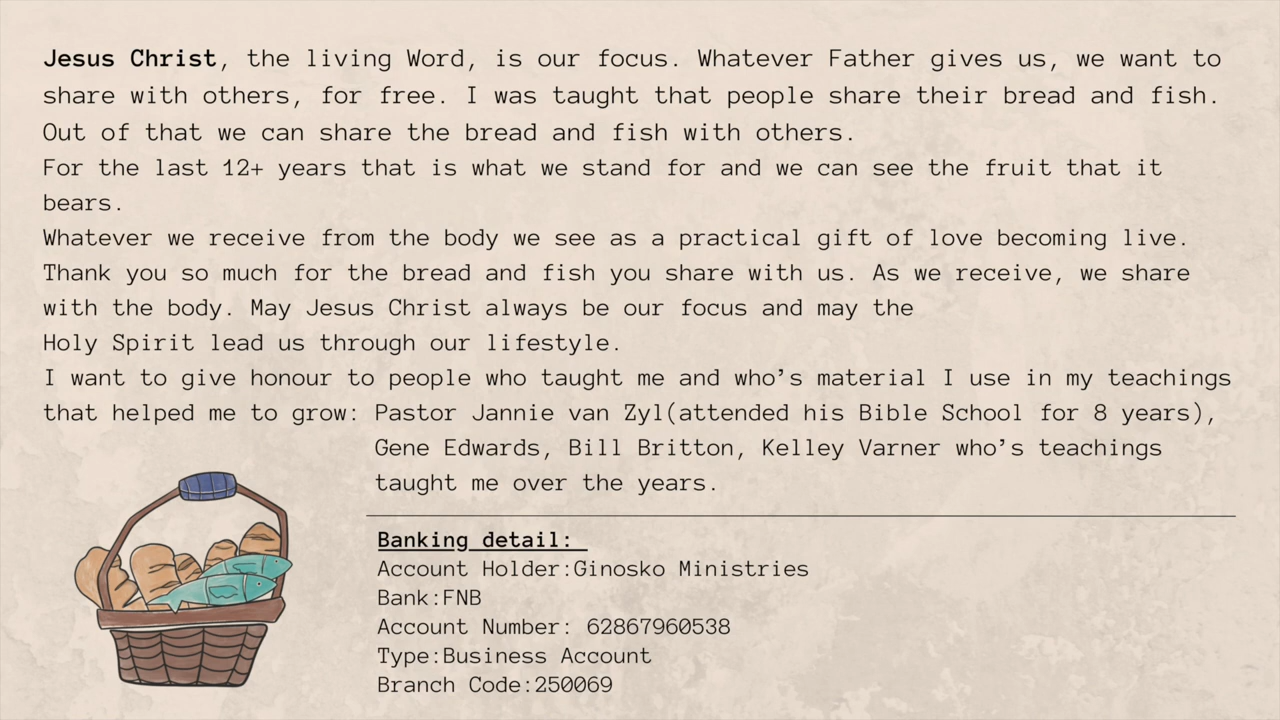 Jesus Christ, the living Word, is our focus. Whatever Father gives us, we want to
share with others, for free. I was taught that people share their bread and fish.
Out of that we can share the bread and fish with others.
For the last 12+ years that is what we stand for and we can see the fruit that it
bears.
Whatever we receive from the body we see as a practical gift of love becoming live.
Thank you so much for the bread and fish you share with us. As we receive, we share
with the body. May Jesus Christ always be our focus and may the
Holy Spirit lead us through our lifestyle.
I want to give honour to people who taught me and who’s material I use in my teachings
that helped me to grow: Pastor Jannie van Zyl(attended his Bible School for 8 years),
Gene Edwards, Bill Britton, Kelley Varner who’s teachings
taught me over the years.
Banking detail:
Account Holder:Ginosko Ministries
Bank:FNB
Account Number: 62867960538
Type:Business Account
Branch Code:250069